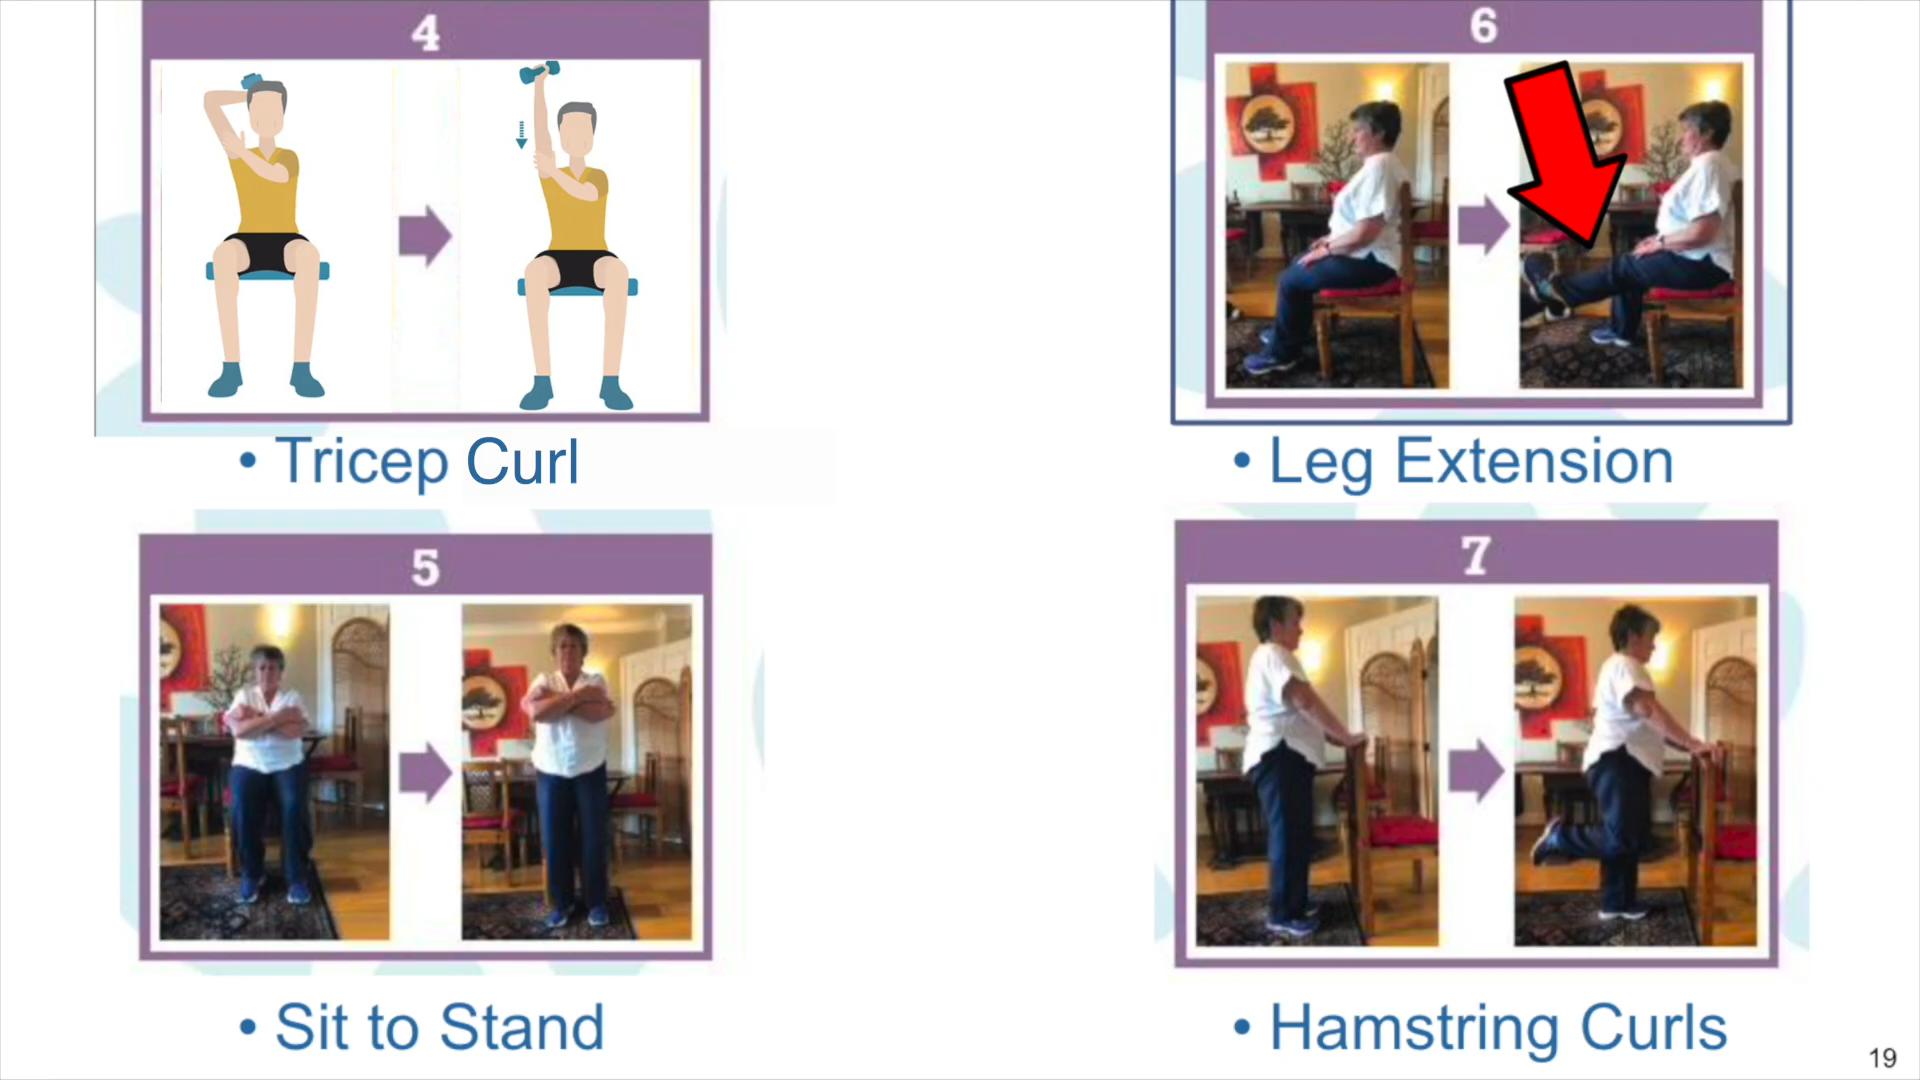 4
• Tricep Curl
5
• Sit to Stand
6
• Leg Extension
7
• Hamstring Curls
19